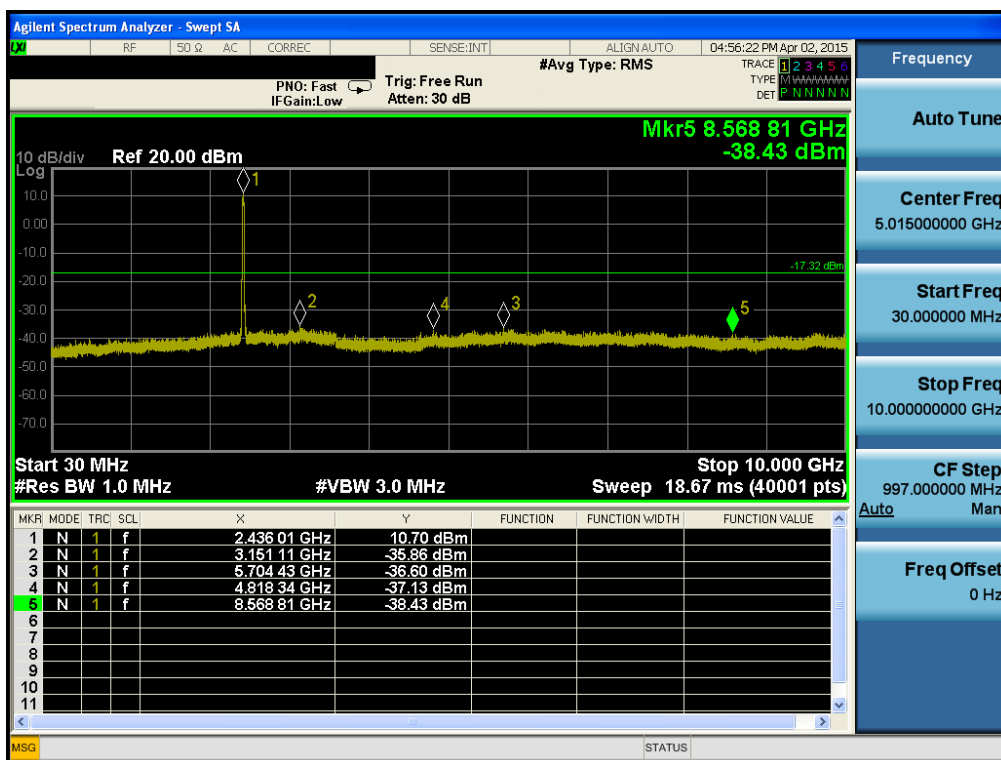 Agilent Spectrum Analyzer - Swept SA
LXI RF 50 Ω AC CORREC SENSE:INT ALIGN AUTO 04:56:22 PM Apr 02, 2015
#Avg Type: RMS
PNO: Fast
IFGain:Low
Trig: Free Run
Atten: 30 dB
TRACE 1 2 3 4 5 6
TYPE M
DET P N N N N N
Mkr5 8.568 81 GHz
-38.43 dBm
10 dB/div Ref 20.00 dBm
Log
10.0
0.00
-10.0
-20.0
-30.0
-40.0
-50.0
-60.0
-70.0
-17.32 dBm
1
2
4
3
5
Start 30 MHz Stop 10.000 GHz
#Res BW 1.0 MHz #VBW 3.0 MHz Sweep 18.67 ms (40001 pts)
MKR MODE TRC SCL X Y FUNCTION FUNCTION WIDTH FUNCTION VALUE
1 N 1 f 2.436 01 GHz 10.70 dBm
2 N 1 f 3.151 11 GHz -35.86 dBm
3 N 1 f 5.704 43 GHz -36.60 dBm
4 N 1 f 4.818 34 GHz -37.13 dBm
5 N 1 f 8.568 81 GHz -38.43 dBm
6
7
8
9
10
11
MSG STATUS
Frequency
Auto Tune
Center Freq
5.015000000 GHz
Start Freq
30.000000 MHz
Stop Freq
10.000000000 GHz
CF Step
997.000000 MHz
Auto Man
Freq Offset
0 Hz